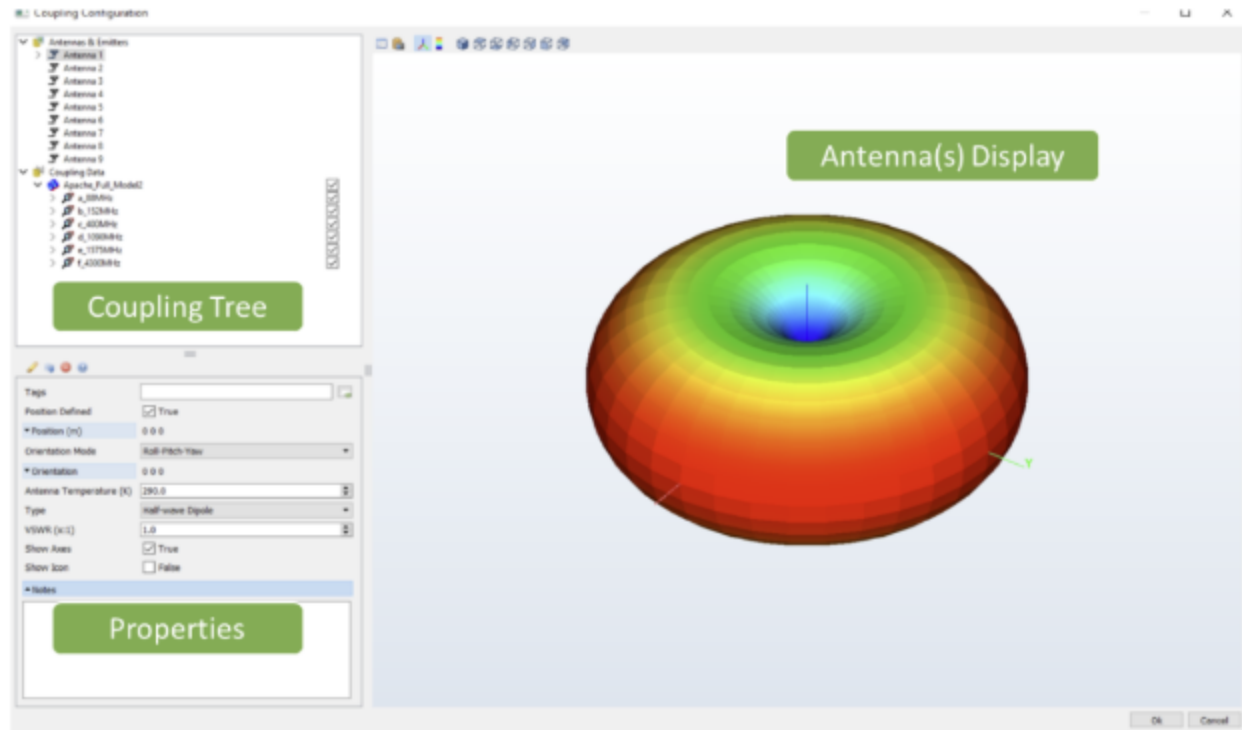 Coupling Configuration
Antennas & Emitters
Antenna 1
Antenna 2
Antenna 3
Antenna 4
Antenna 5
Antenna 6
Antenna 7
Antenna 8
Antenna 9
Coupling Data
Apache_Full_Model2
a_88MHz
b_152MHz
c_400MHz
d_1090MHz
e_1575MHz
f_4300MHz
Coupling Tree
Antenna(s) Display
Y
Tags
Position Defined True
Position (m) 0 0 0
Orientation Mode Roll-Pitch-Yaw
Orientation 0 0 0
Antenna Temperature (K) 290.0
Type Half-wave Dipole
VSWR (x:1) 1.0
Show Axes True
Show Icon False
Notes
Properties
Ok Cancel